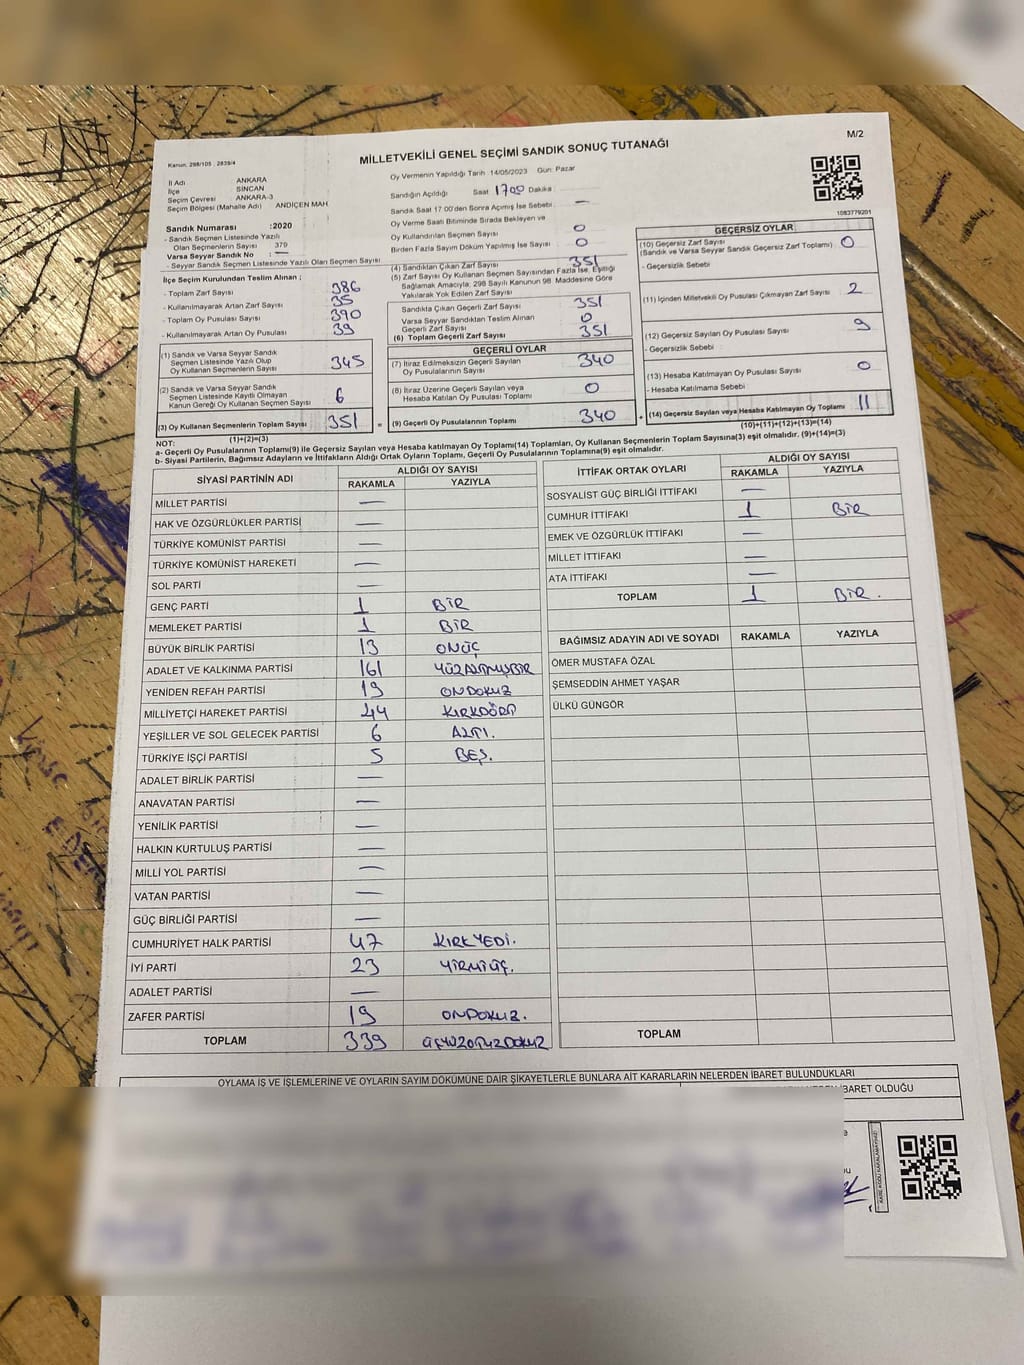 M/2
Kanun: 298/105 , 2839/4
MİLLETVEKİLİ GENEL SEÇİMİ SANDIK SONUÇ TUTANAĞI
İl Adı ANKARA
İlçe SİNCAN
Seçim Çevresi ANKARA-3
Seçim Bölgesi (Mahalle Adı) ANDİÇEN MAH
Sandık Numarası :2020
- Sandık Seçmen Listesinde Yazılı
Olan Seçmenlerin Sayısı 379
Varsa Seyyar Sandık No : —
- Seyyar Sandık Seçmen Listesinde Yazılı Olan Seçmen Sayısı
Oy Vermenin Yapıldığı Tarih :14/05/2023 Gün: Pazar
Sandığın Açıldığı Saat 1700 Dakika :
Sandık Saat 17.00'den Sonra Açılmış İse Sebebi : —
Oy Verme Saati Bitiminde Sırada Bekleyen ve
Oy Kullandırılan Seçmen Sayısı 0
Birden Fazla Sayım Döküm Yapılmış İse Sayısı 0
1083779201
İlçe Seçim Kurulundan Teslim Alınan ;
- Toplam Zarf Sayısı 386
- Kullanılmayarak Artan Zarf Sayısı 35
- Toplam Oy Pusulası Sayısı 390
- Kullanılmayarak Artan Oy Pusulası 39
(1) Sandık ve Varsa Seyyar Sandık
Seçmen Listesinde Yazılı Olup
Oy Kullanan Seçmenlerin Sayısı 345
(2) Sandık ve Varsa Seyyar Sandık
Seçmen Listesinde Kayıtlı Olmayan
Kanun Gereği Oy Kullanan Seçmen Sayısı 6
(3) Oy Kullanan Seçmenlerin Toplam Sayısı 351
(1)+(2)=(3)
(4) Sandıktan Çıkan Zarf Sayısı 351
(5) Zarf Sayısı Oy Kullanan Seçmen Sayısından Fazla İse, Eşitliği
Sağlamak Amacıyla; 298 Sayılı Kanunun 98. Maddesine Göre
Yakılarak Yok Edilen Zarf Sayısı
Sandıkta Çıkan Geçerli Zarf Sayısı 351
Varsa Seyyar Sandıktan Teslim Alınan
Geçerli Zarf Sayısı 0
(6) Toplam Geçerli Zarf Sayısı 351
GEÇERLİ OYLAR
(7) İtiraz Edilmeksizin Geçerli Sayılan
Oy Pusulalarının Sayısı 340
(8) İtiraz Üzerine Geçerli Sayılan veya
Hesaba Katılan Oy Pusulası Toplamı 0
= (9) Geçerli Oy Pusulalarının Toplamı 340
GEÇERSİZ OYLAR
(10) Geçersiz Zarf Sayısı 0
(Sandık ve Varsa Seyyar Sandık Geçersiz Zarf Toplamı)
- Geçersizlik Sebebi
(11) İçinden Milletvekili Oy Pusulası Çıkmayan Zarf Sayısı 2
(12) Geçersiz Sayılan Oy Pusulası Sayısı 9
- Geçersizlik Sebebi
(13) Hesaba Katılmayan Oy Pusulası Sayısı 0
- Hesaba Katılmama Sebebi
+ (14) Geçersiz Sayılan veya Hesaba Katılmayan Oy Toplamı 11
(10)+(11)+(12)+(13)=(14)
NOT:
a- Geçerli Oy Pusulalarının Toplamı(9) ile Geçersiz Sayılan veya Hesaba katılmayan Oy Toplamı(14) Toplamları, Oy Kullanan Seçmenlerin Toplam Sayısına(3) eşit olmalıdır. (9)+(14)=(3)
b- Siyasi Partilerin, Bağımsız Adayların ve İttifakların Aldığı Oyların Toplamı, Geçerli Oy Pusulalarının Toplamına(9) eşit olmalıdır.
SİYASİ PARTİNİN ADI ALDIĞI OY SAYISI
RAKAMLA YAZIYLA
MİLLET PARTİSİ —
HAK VE ÖZGÜRLÜKLER PARTİSİ —
TÜRKİYE KOMÜNİST PARTİSİ —
TÜRKİYE KOMÜNİST HAREKETİ —
SOL PARTİ —
GENÇ PARTİ 1 BİR
MEMLEKET PARTİSİ 1 BİR
BÜYÜK BİRLİK PARTİSİ 13 ONÜÇ
ADALET VE KALKINMA PARTİSİ 161 YÜZALTMIŞBİR
YENİDEN REFAH PARTİSİ 19 ONDOKUZ
MİLLİYETÇİ HAREKET PARTİSİ 44 KIRKDÖRT
YEŞİLLER VE SOL GELECEK PARTİSİ 6 ALTI.
TÜRKİYE İŞÇİ PARTİSİ 5 BEŞ.
ADALET BİRLİK PARTİSİ —
ANAVATAN PARTİSİ —
YENİLİK PARTİSİ —
HALKIN KURTULUŞ PARTİSİ —
MİLLİ YOL PARTİSİ —
VATAN PARTİSİ —
GÜÇ BİRLİĞİ PARTİSİ —
CUMHURİYET HALK PARTİSİ 47 KIRKYEDİ.
İYİ PARTİ 23 YİRMİÜÇ.
ADALET PARTİSİ —
ZAFER PARTİSİ 19 ONDOKUZ.
TOPLAM 339 ÜÇYÜZOTUZDOKUZ
İTTİFAK ORTAK OYLARI ALDIĞI OY SAYISI
RAKAMLA YAZIYLA
SOSYALİST GÜÇ BİRLİĞİ İTTİFAKI —
CUMHUR İTTİFAKI 1 BİR
EMEK VE ÖZGÜRLÜK İTTİFAKI —
MİLLET İTTİFAKI —
ATA İTTİFAKI —
TOPLAM 1 BİR.
BAĞIMSIZ ADAYIN ADI VE SOYADI RAKAMLA YAZIYLA
ÖMER MUSTAFA ÖZAL
ŞEMSEDDİN AHMET YAŞAR
ÜLKÜ GÜNGÖR
TOPLAM
OYLAMA İŞ VE İŞLEMLERİNE VE OYLARIN SAYIM DÖKÜMÜNE DAİR ŞİKAYETLERLE BUNLARA AİT KARARLARIN NELERDEN İBARET BULUNDUKLARI
İBARET OLDUĞU
KARE KODU KARALAMAYINIZ!